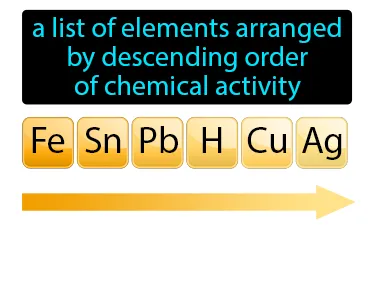 a list of elements arranged
by descending order
of chemical activity
Fe Sn Pb H Cu Ag